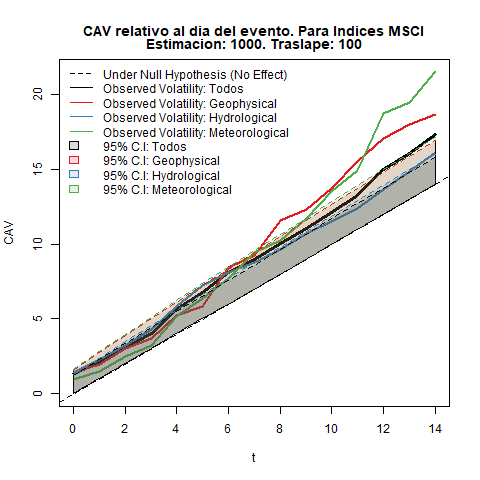 CAV relativo al dia del evento. Para Indices MSCI
Estimacion: 1000. Traslape: 100
Under Null Hypothesis (No Effect)
Observed Volatility: Todos
Observed Volatility: Geophysical
Observed Volatility: Hydrological
Observed Volatility: Meteorological
95% C.I: Todos
95% C.I: Geophysical
95% C.I: Hydrological
95% C.I: Meteorological
CAV
20
15
10
5
0
0 2 4 6 8 10 12 14
t